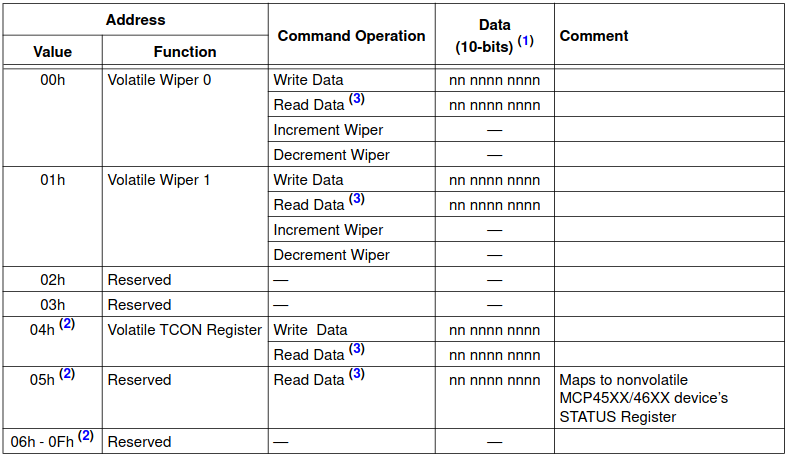 Address
Command Operation
Data
(10-bits) (1)
Comment
Value Function
00h Volatile Wiper 0 Write Data nn nnnn nnnn
Read Data (3) nn nnnn nnnn
Increment Wiper —
Decrement Wiper —
01h Volatile Wiper 1 Write Data nn nnnn nnnn
Read Data (3) nn nnnn nnnn
Increment Wiper —
Decrement Wiper —
02h Reserved — —
03h Reserved — —
04h (2) Volatile TCON Register Write Data nn nnnn nnnn
Read Data (3) nn nnnn nnnn
05h (2) Reserved Read Data (3) nn nnnn nnnn Maps to nonvolatile
MCP45XX/46XX device's
STATUS Register
06h - 0Fh (2) Reserved — —